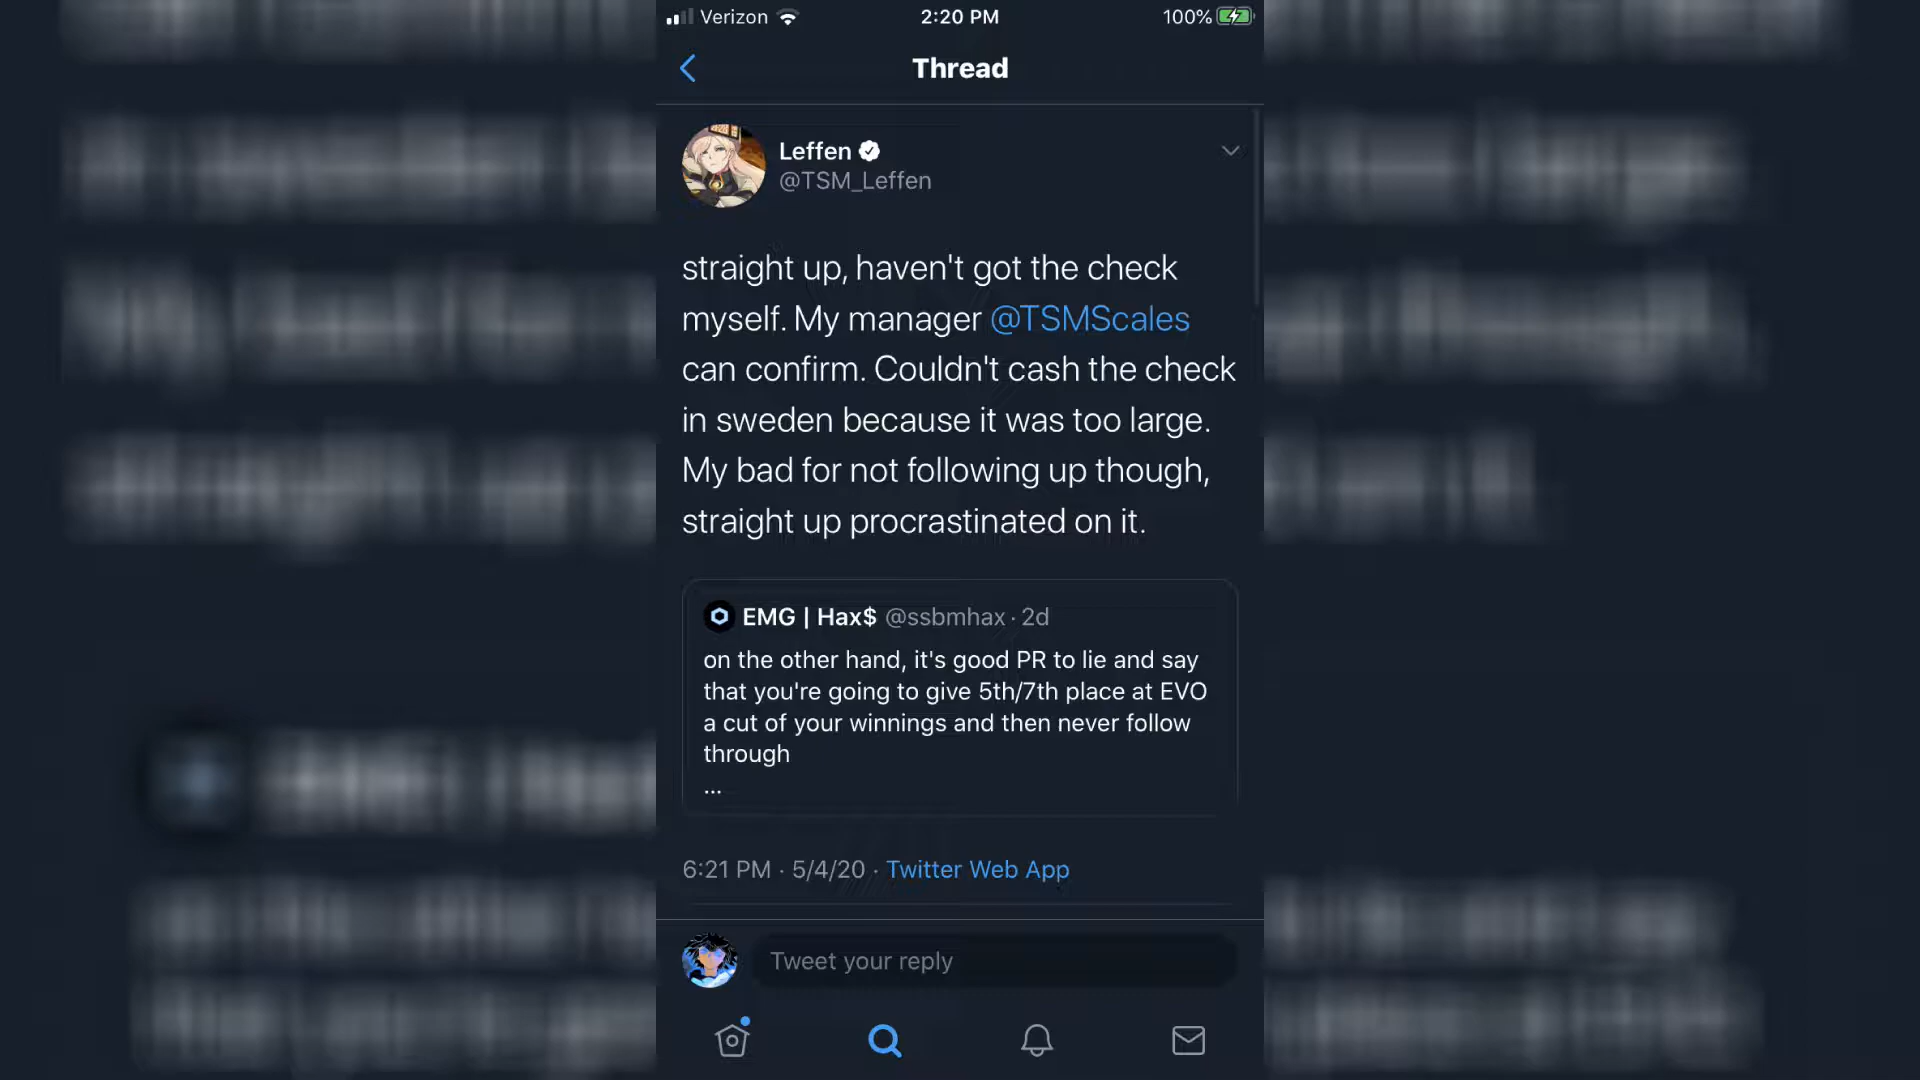 Verizon 2:20 PM 100%
Thread
Leffen
@TSM_Leffen
straight up, haven't got the check
myself. My manager @TSMScales
can confirm. Couldn't cash the check
in sweden because it was too large.
My bad for not following up though,
straight up procrastinated on it.
EMG | Hax$ @ssbmhax · 2d
on the other hand, it's good PR to lie and say
that you're going to give 5th/7th place at EVO
a cut of your winnings and then never follow
through
...
6:21 PM · 5/4/20 · Twitter Web App
Tweet your reply